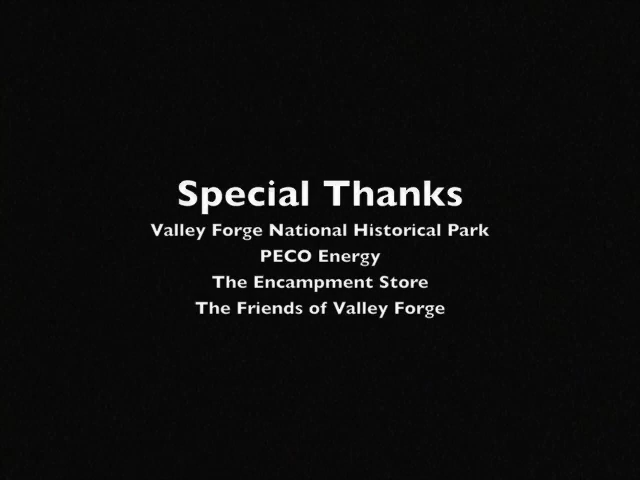 Special Thanks
Valley Forge National Historical Park
PECO Energy
The Encampment Store
The Friends of Valley Forge